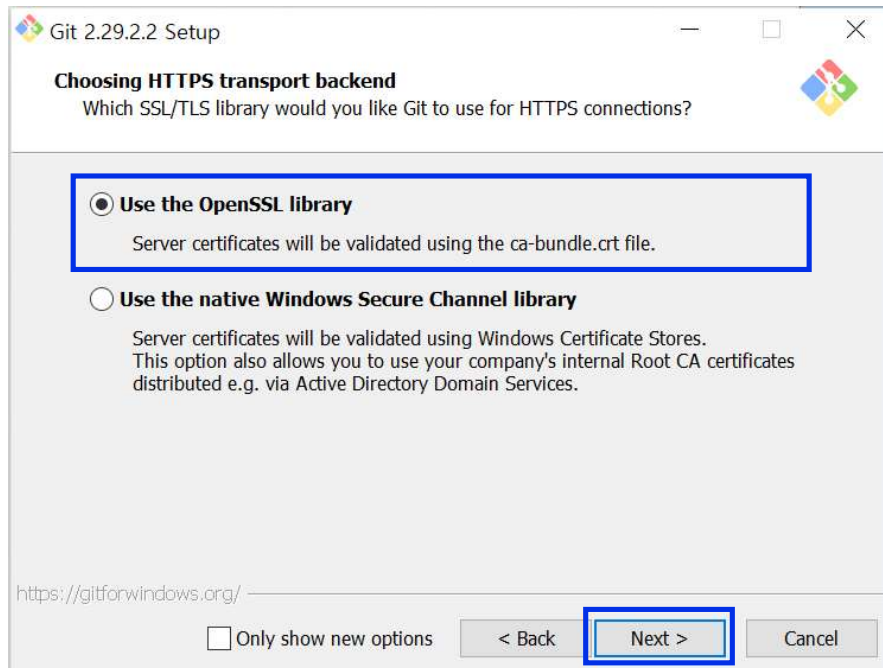 Git 2.29.2.2 Setup
Choosing HTTPS transport backend
Which SSL/TLS library would you like Git to use for HTTPS connections?
Use the OpenSSL library
Server certificates will be validated using the ca-bundle.crt file.
Use the native Windows Secure Channel library
Server certificates will be validated using Windows Certificate Stores.
This option also allows you to use your company's internal Root CA certificates
distributed e.g. via Active Directory Domain Services.
https://gitforwindows.org/
Only show new options
< Back
Next >
Cancel